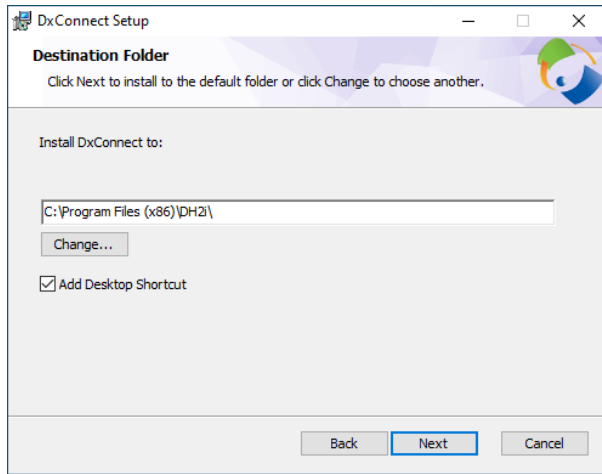 DxConnect Setup
Destination Folder
Click Next to install to the default folder or click Change to choose another.
Install DxConnect to:
C:\Program Files (x86)\DH2i\
Change...
Add Desktop Shortcut
Back Next Cancel